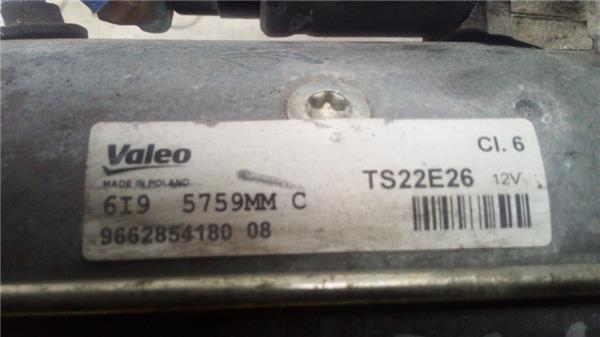 Valeo
MADE IN POLAND
6I9 5759MM C
9662854180 08
Cl. 6
TS22E26 12V